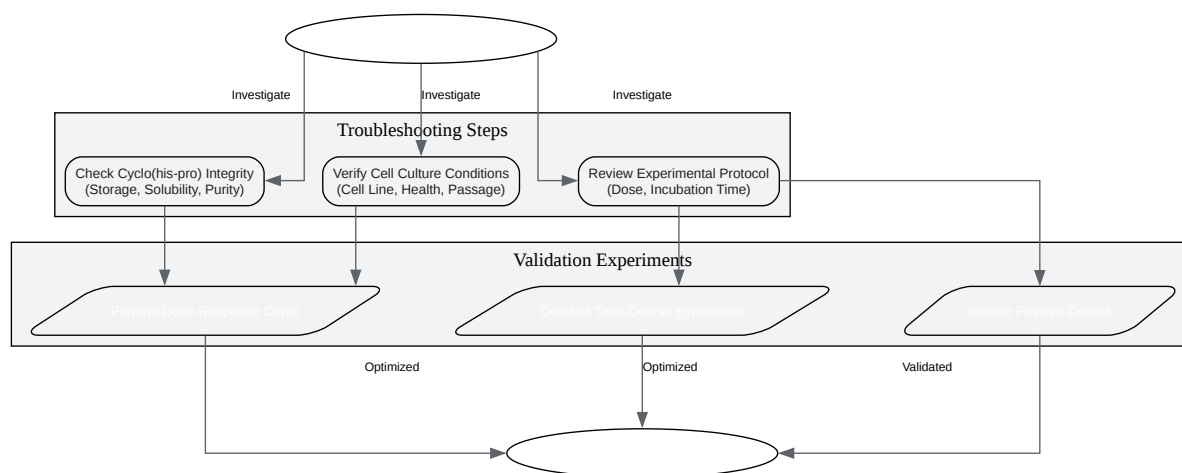 Investigate
Investigate
Investigate
Troubleshooting Steps
Check Cyclo(his-pro) Integrity
(Storage, Solubility, Purity)
Verify Cell Culture Conditions
(Cell Line, Health, Passage)
Review Experimental Protocol
(Dose, Incubation Time)
Validation Experiments
Perform Dose-Response Curve
Conduct Time-Course Experiment
Include Positive Control
Optimized
Optimized
Validated